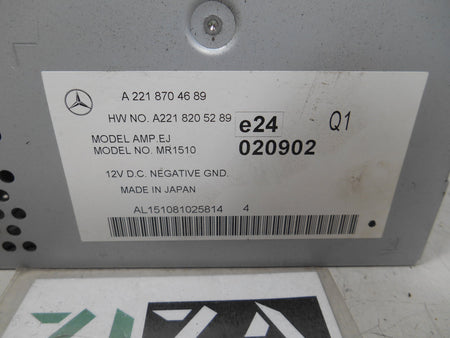 A 221 870 46 89
HW NO. A221 820 52 89
e24
Q1
MODEL AMP.EJ
MODEL NO. MR1510
020902
12V D.C. NEGATIVE GND.
MADE IN JAPAN
AL151081025814 4